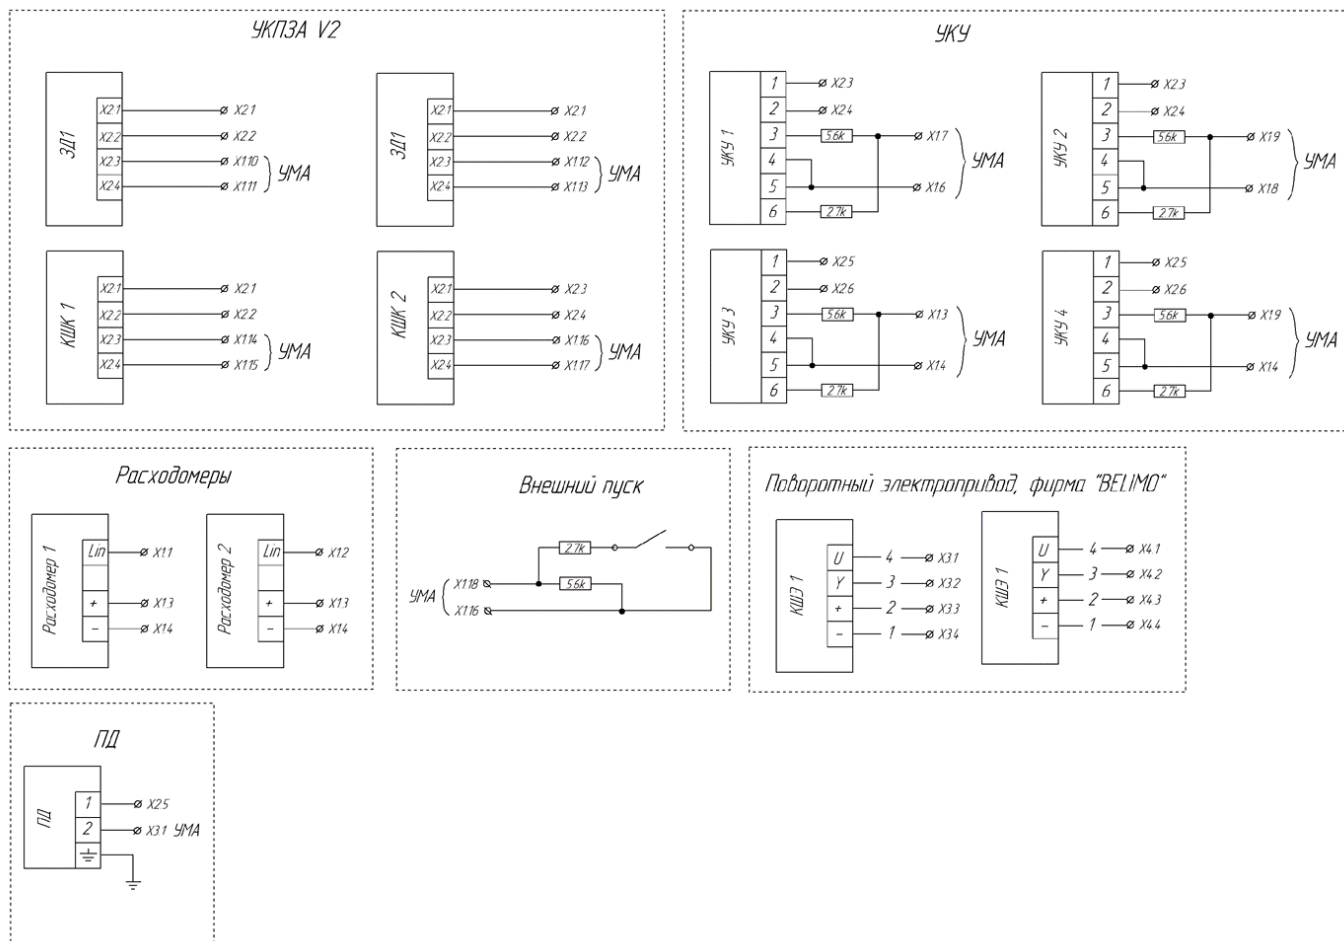 УКПЗА V2
ЗД1
X2.1 X2.1
X2.2 X2.2
X2.3 X1.10
X2.4 X1.11
УМА
ЗД1
X2.1 X2.1
X2.2 X2.2
X2.3 X1.12
X2.4 X1.13
УМА
КШК 1
X2.1 X2.1
X2.2 X2.2
X2.3 X1.14
X2.4 X1.15
УМА
КШК 2
X2.1 X2.3
X2.2 X2.4
X2.3 X1.16
X2.4 X1.17
УМА
УКУ
УКУ 1
1 X2.3
2 X2.4
3 5.6k X1.7
4
5 X1.6
6 2.7k
УМА
УКУ 2
1 X2.3
2 X2.4
3 5.6k X1.9
4
5 X1.8
6 2.7k
УМА
УКУ 3
1 X2.5
2 X2.6
3 5.6k X1.3
4
5 X1.4
6 2.7k
УМА
УКУ 4
1 X2.5
2 X2.6
3 5.6k X1.9
4
5 X1.4
6 2.7k
УМА
Расходомеры
Расходомер 1
Lin X1.1
+ X1.3
− X1.4
Расходомер 2
Lin X1.2
+ X1.3
− X1.4
Внешний пуск
2.7k
УМА
X1.18 5.6k
X1.16
Поворотный электропривод, фирма "BELIMO"
КШЭ 1
U 4 X3.1
Y 3 X3.2
+ 2 X3.3
− 1 X3.4
КШЭ 1
U 4 X4.1
Y 3 X4.2
+ 2 X4.3
− 1 X4.4
ПД
ПД
1 X2.5
2 X3.1 УМА